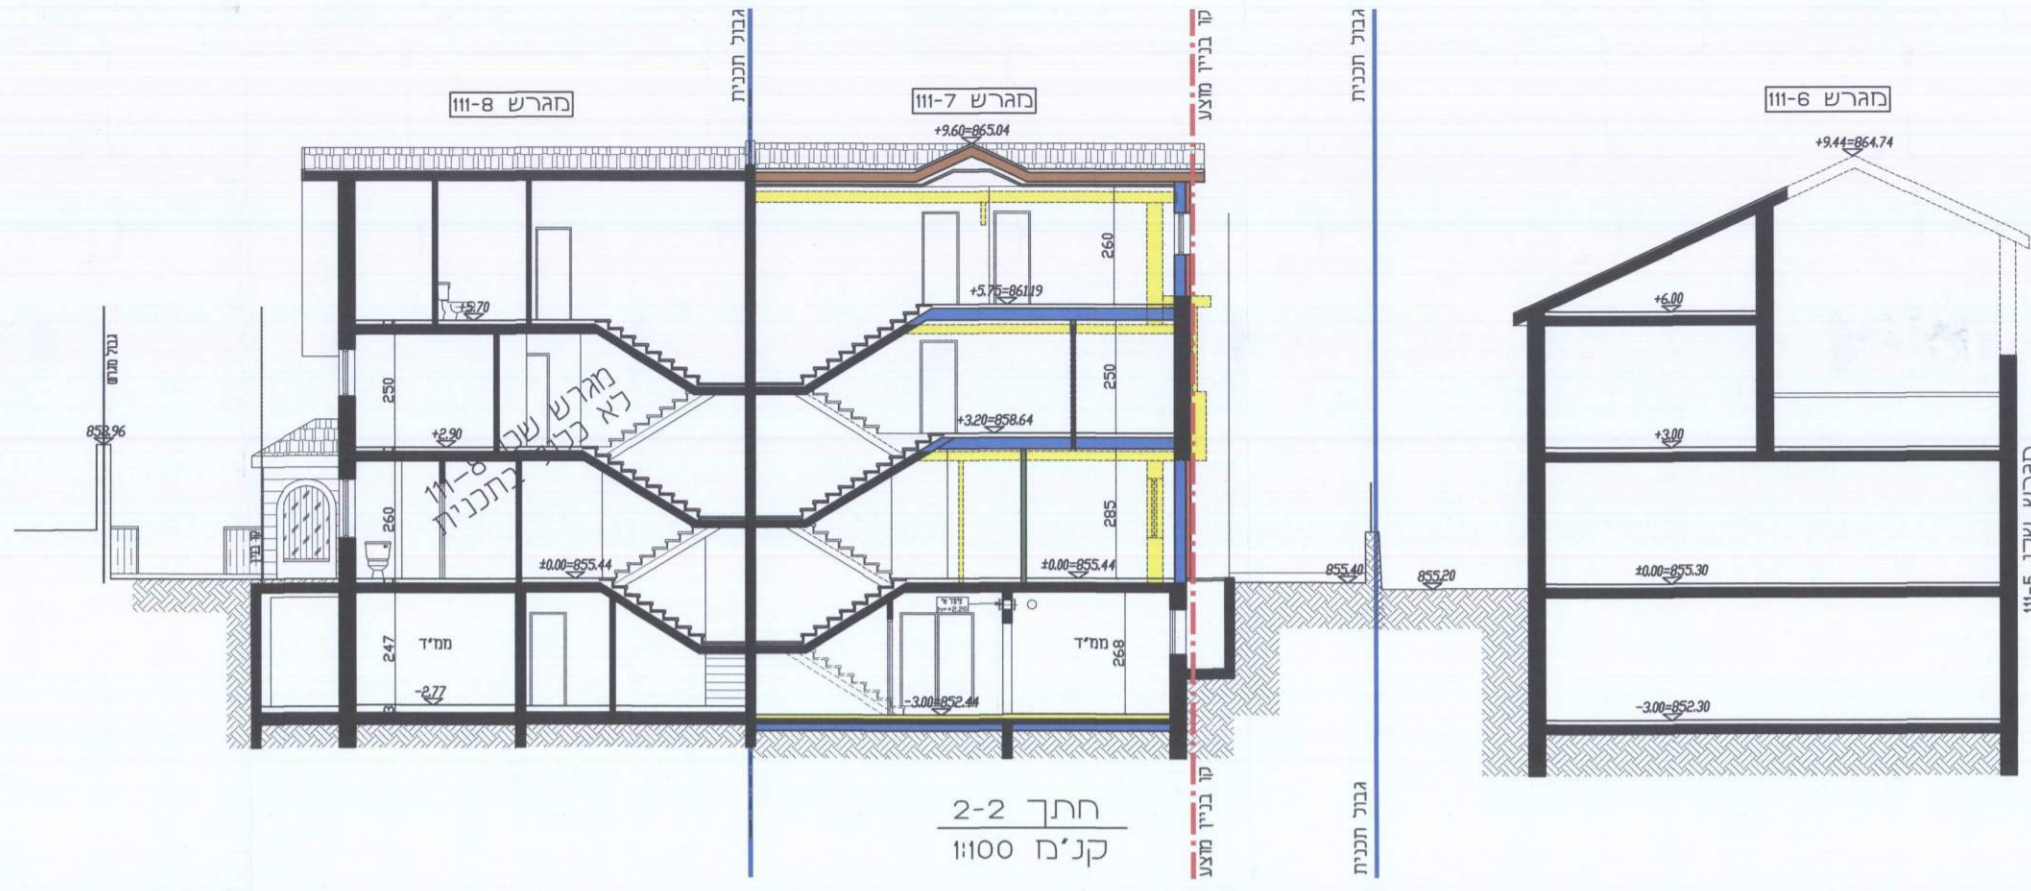 גבול תכנית
קו בניין מוצע
גבול תכנית
מגרש 111-8
מגרש 111-7
מגרש 111-6
+9.60=865.04
+9.44=864.74
260
+5.70
+5.75=861.19
+6.00
גבול מגרש
250
250
+2.90
+3.20=858.64
+3.00
מגרש שכן 111-8
לא כלול בתכנית
260
285
±0.00=855.44
±0.00=855.44
855.40
855.20
±0.00=855.30
247
ממ"ד
ממ"ד
268
-2.77
-3.00=852.44
-3.00=852.30
חתך 2-2
קנ"מ 1:100
קו בניין מוצע
גבול תכנית